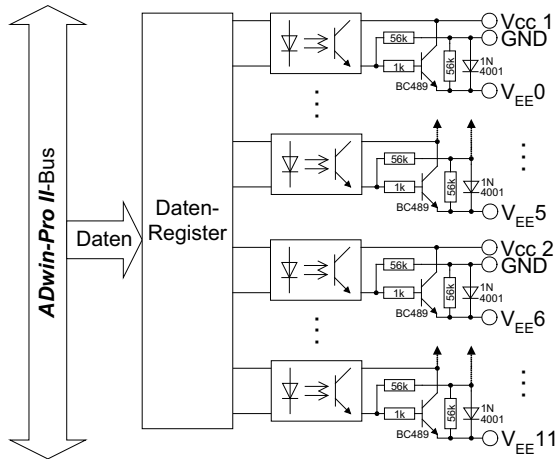 ADwin-Pro II-Bus
Daten
Daten-
Register
56k
1k
BC489
56k
1N
4001
Vcc 1
GND
VEE0
⋮
56k
1k
BC489
56k
1N
4001
⋮
VEE5
56k
1k
BC489
56k
1N
4001
Vcc 2
GND
VEE6
⋮
56k
1k
BC489
56k
1N
4001
⋮
VEE11